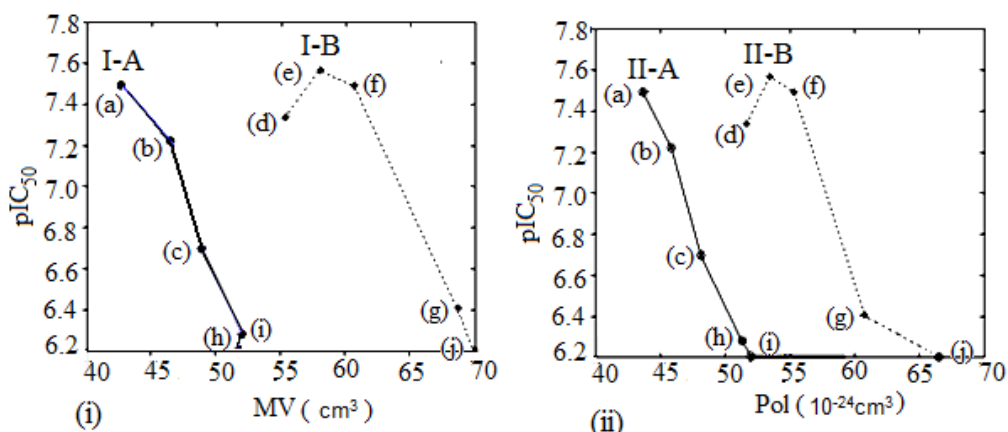 7.8
7.6
7.4
7.2
7.0
6.8
6.6
6.4
6.2
pIC50
I-A
I-B
(a)
(b)
(c)
(d)
(e)
(f)
(g)
(h)
(i)
(j)
40 45 50 55 60 65 70
MV ( cm³ )
(i)
7.8
7.6
7.4
7.2
7.0
6.8
6.6
6.4
6.2
pIC50
II-A
II-B
(a)
(b)
(c)
(d)
(e)
(f)
(g)
(h)
(i)
(j)
40 45 50 55 60 65 70
Pol ( 10⁻²⁴cm³ )
(ii)